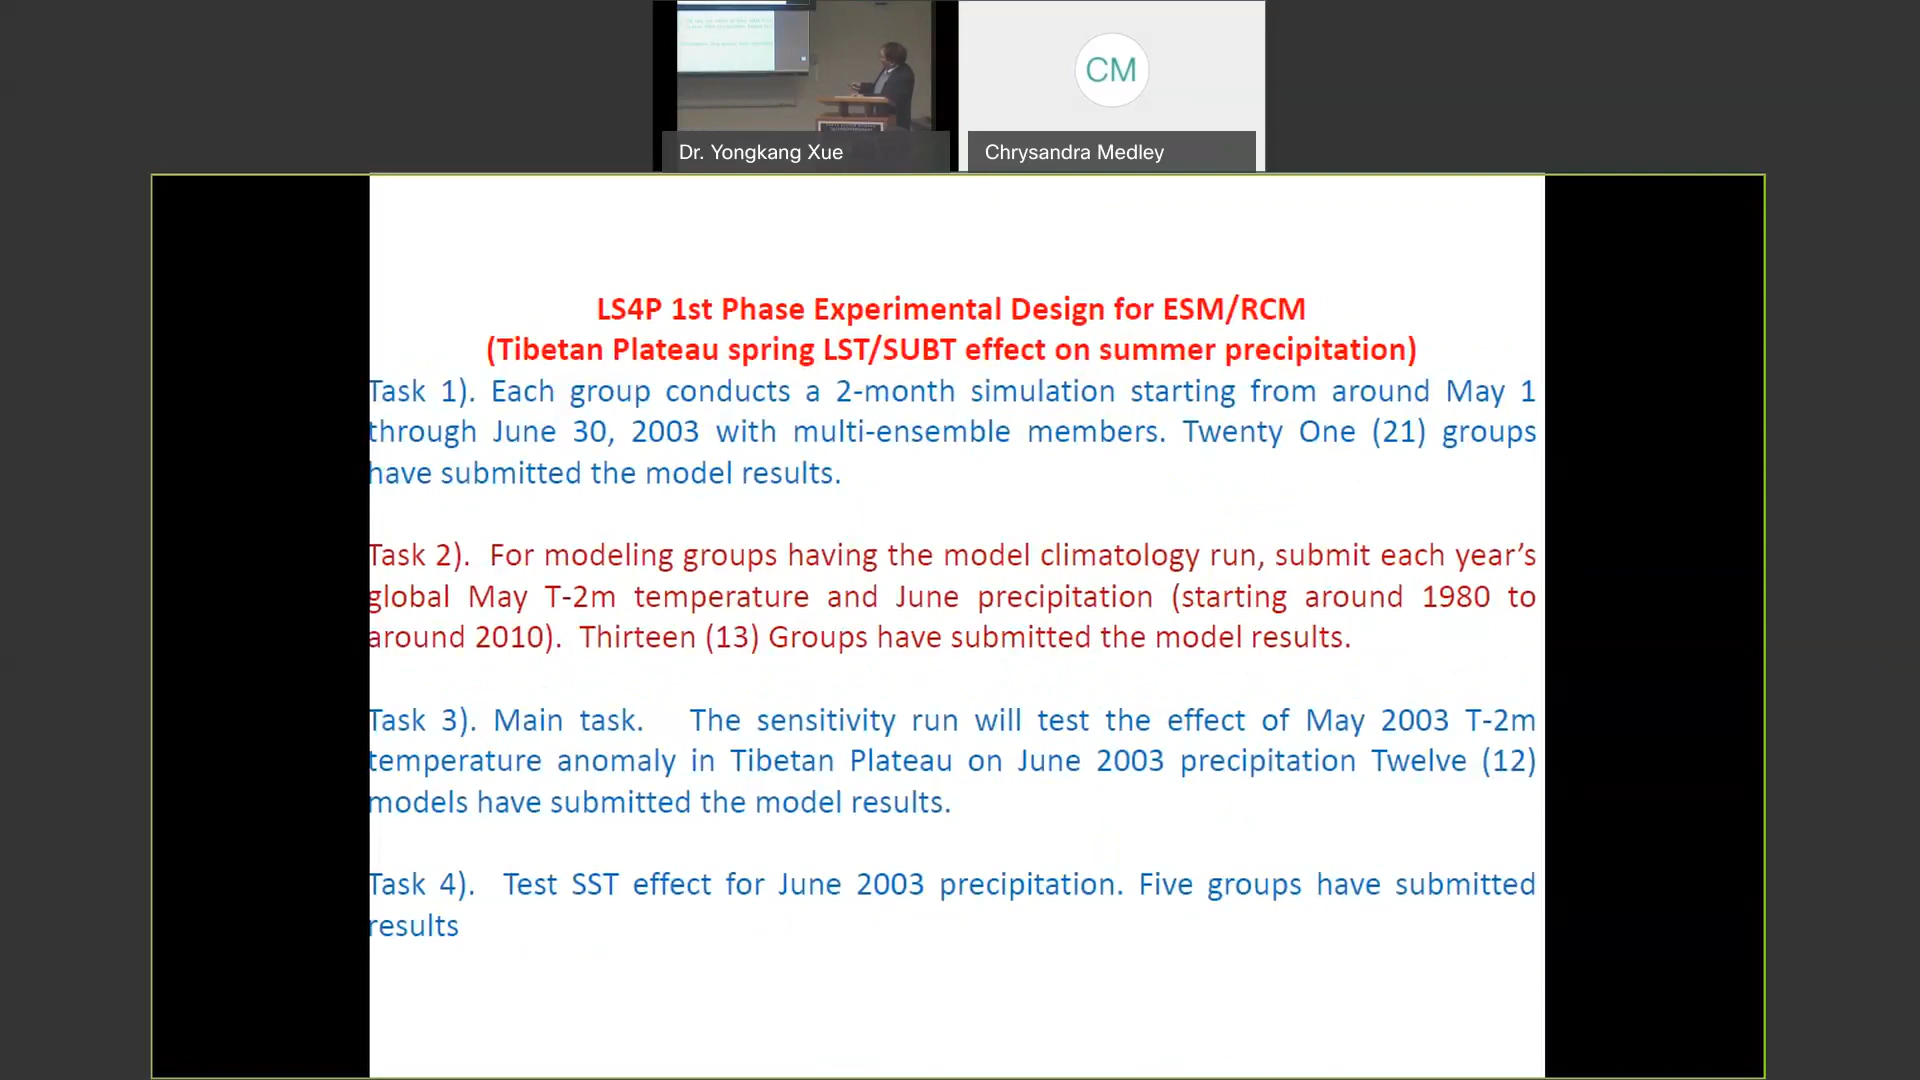 Dr. Yongkang Xue
CM
Chrysandra Medley
LS4P 1st Phase Experimental Design for ESM/RCM
(Tibetan Plateau spring LST/SUBT effect on summer precipitation)
Task 1). Each group conducts a 2-month simulation starting from around May 1
through June 30, 2003 with multi-ensemble members. Twenty One (21) groups
have submitted the model results.
Task 2). For modeling groups having the model climatology run, submit each year’s
global May T-2m temperature and June precipitation (starting around 1980 to
around 2010). Thirteen (13) Groups have submitted the model results.
Task 3). Main task. The sensitivity run will test the effect of May 2003 T-2m
temperature anomaly in Tibetan Plateau on June 2003 precipitation Twelve (12)
models have submitted the model results.
Task 4). Test SST effect for June 2003 precipitation. Five groups have submitted
results